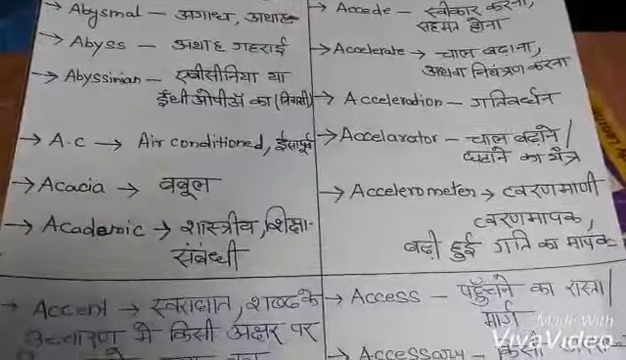 → Abysmal – अगाध, अथाह
→ Abyss – अथाह गहराई
→ Abyssinian – एबीसीनिया या
ईथीओपीअॅ का (निवासी)
→ A.C → Air conditioned, ईसापूर्व
→ Acacia → बबूल
→ Academic → शास्त्रीय, शिक्षा-
संबंधी
→ Accent → स्वराघात, शब्द के
उच्चारण में किसी अक्षर पर
→ Accede – स्वीकार करना,
सहमत होना
→ Accelerate → चाल बढ़ाना,
अथवा नियंत्रण करना
→ Acceleration – गतिवर्धन
→ Accelarator – चाल बढ़ाने/
घटाने का यंत्र
→ Accelerometer → त्वरणमाणी
त्वरणमापक,
बढ़ी हुई गति का मापक
→ Access – पहुँचने का रास्ता/
मार्ग
→ Accessary –
Made With
VivaVideo